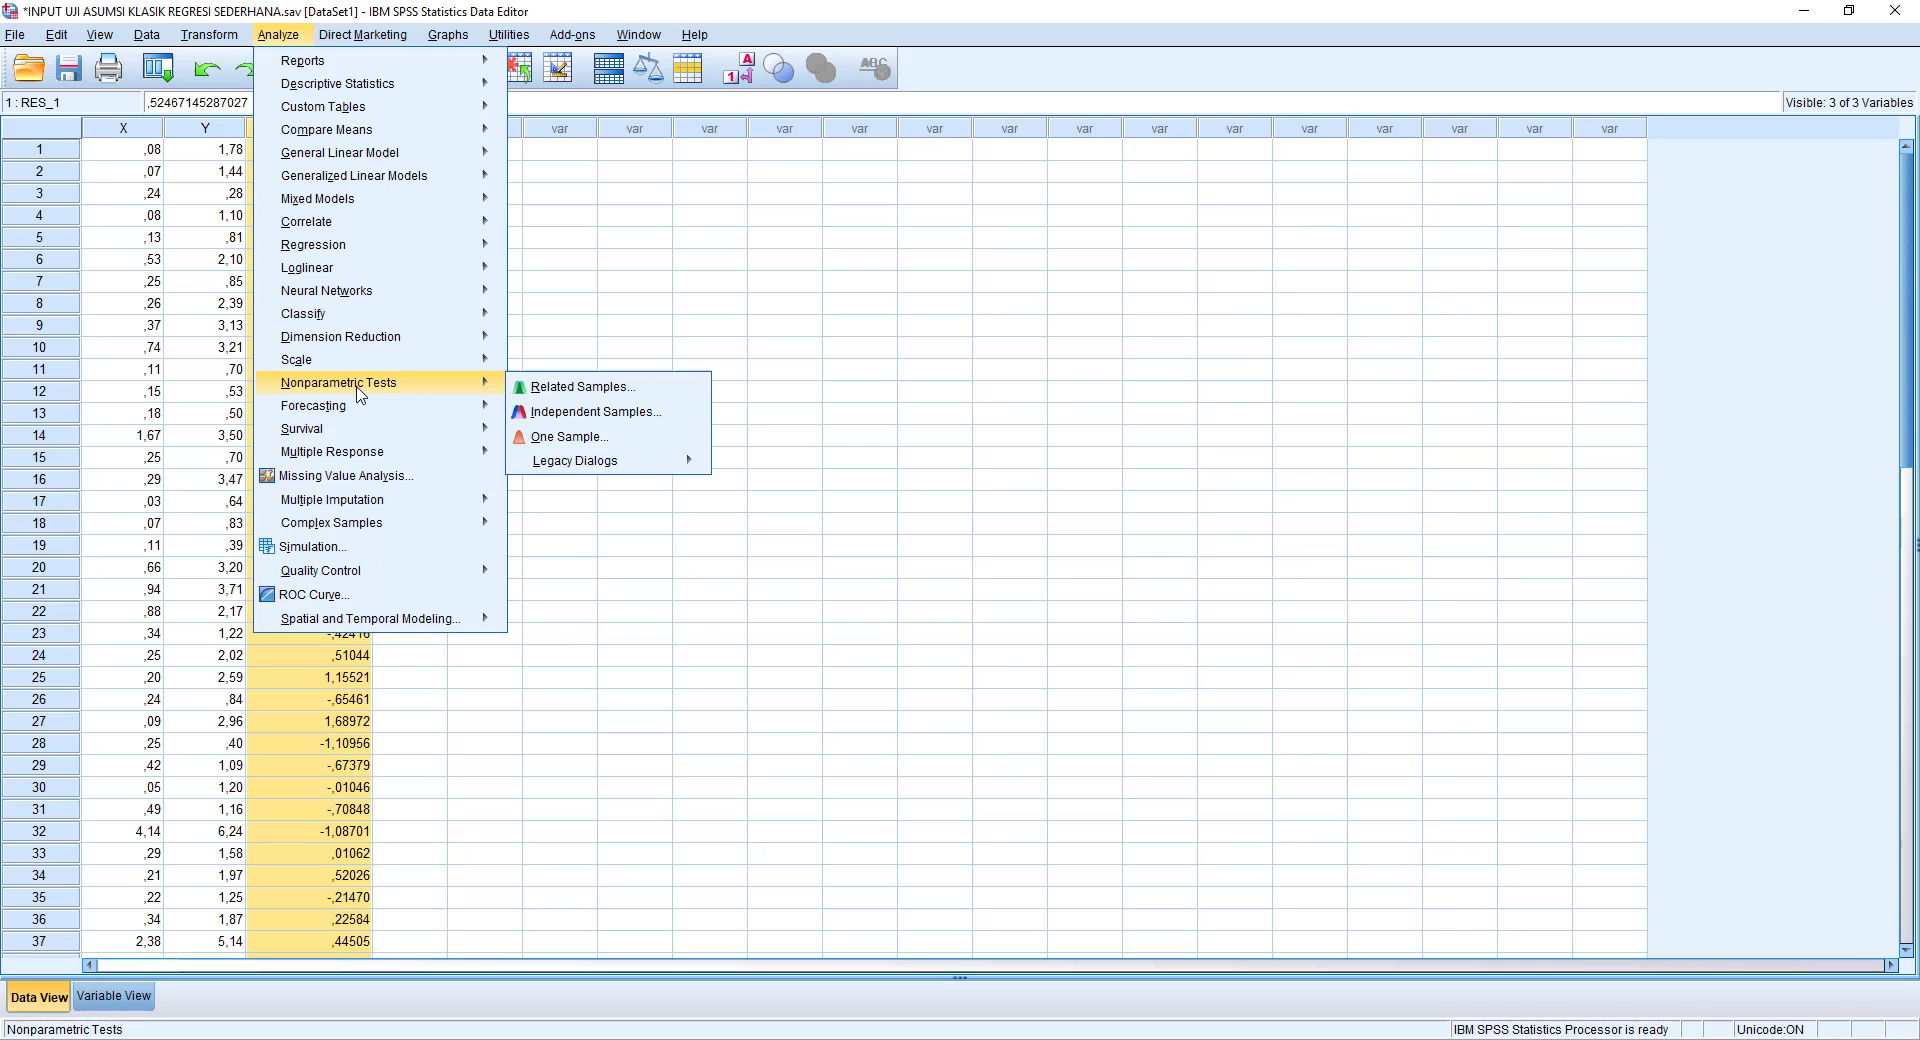 *INPUT UJI ASUMSI KLASIK REGRESI SEDERHANA.sav [DataSet1] - IBM SPSS Statistics Data Editor
File Edit View Data Transform Analyze Direct Marketing Graphs Utilities Add-ons Window Help
A
1
ABC
1 : RES_1 ,52467145287027 Visible: 3 of 3 Variables
X Y var var var var var var var var var var var var var var var
Reports
Descriptive Statistics
Custom Tables
Compare Means
General Linear Model
Generalized Linear Models
Mixed Models
Correlate
Regression
Loglinear
Neural Networks
Classify
Dimension Reduction
Scale
Nonparametric Tests
Forecasting
Survival
Multiple Response
Missing Value Analysis...
Multiple Imputation
Complex Samples
Simulation...
Quality Control
ROC Curve...
Spatial and Temporal Modeling...
Related Samples...
Independent Samples...
One Sample...
Legacy Dialogs
1 ,08 1,78
2 ,07 1,44
3 ,24 ,28
4 ,08 1,10
5 ,13 ,81
6 ,53 2,10
7 ,25 ,85
8 ,26 2,39
9 ,37 3,13
10 ,74 3,21
11 ,11 ,70
12 ,15 ,53
13 ,18 ,50
14 1,67 3,50
15 ,25 ,70
16 ,29 3,47
17 ,03 ,64
18 ,07 ,83
19 ,11 ,39
20 ,66 3,20
21 ,94 3,71
22 ,88 2,17
23 ,34 1,22 -,42416
24 ,25 2,02 ,51044
25 ,20 2,59 1,15521
26 ,24 ,84 -,65461
27 ,09 2,96 1,68972
28 ,25 ,40 -1,10956
29 ,42 1,09 -,67379
30 ,05 1,20 -,01046
31 ,49 1,16 -,70848
32 4,14 6,24 -1,08701
33 ,29 1,58 ,01062
34 ,21 1,97 ,52026
35 ,22 1,25 -,21470
36 ,34 1,87 ,22584
37 2,38 5,14 ,44505
Data View Variable View
Nonparametric Tests IBM SPSS Statistics Processor is ready Unicode:ON